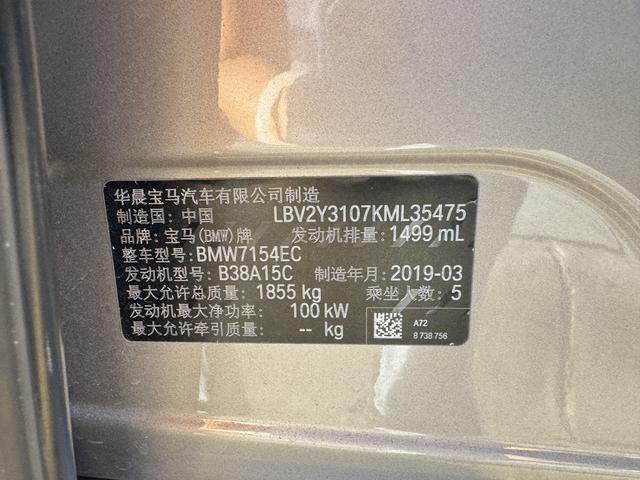 华晨宝马汽车有限公司制造
制造国: 中国 LBV2Y3107KML35475
品牌: 宝马(BMW)牌 发动机排量: 1499 mL
整车型号: BMW7154EC
发动机型号: B38A15C 制造年月: 2019-03
最大允许总质量: 1855 kg 乘坐人数: 5
发动机最大净功率: 100 kW
最大允许牵引质量: -- kg
A72
8 738 756